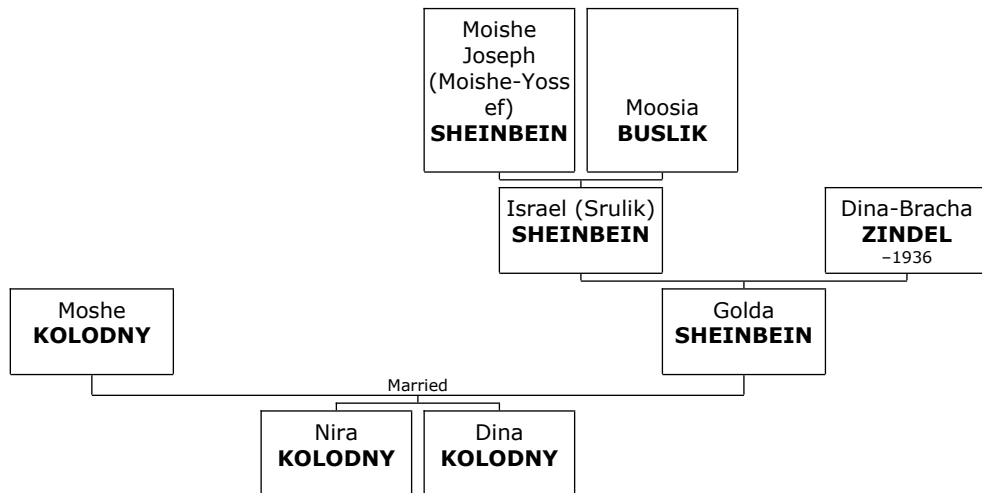 Moishe
Joseph
(Moishe-Yoss
ef)
SHEINBEIN
Moosia
BUSLIK
Israel (Srulik)
SHEINBEIN
Dina-Bracha
ZINDEL
–1936
Moshe
KOLODNY
Golda
SHEINBEIN
Married
Nira
KOLODNY
Dina
KOLODNY